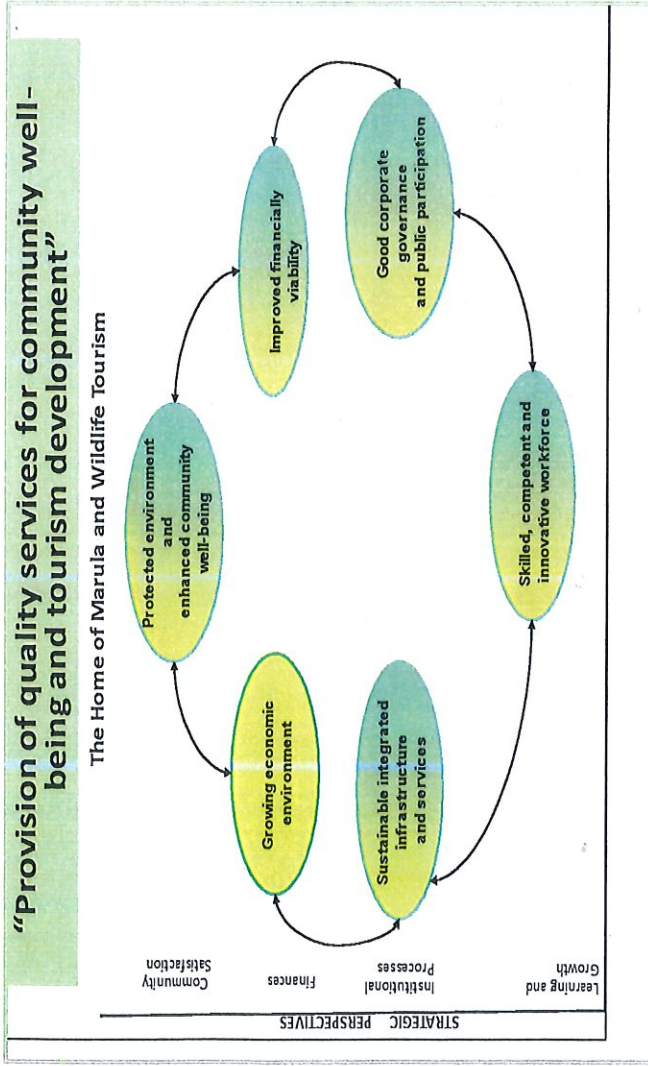 “Provision of quality services for community well-
being and tourism development”
The Home of Marula and Wildlife Tourism
STRATEGIC PERSPECTIVES
Community
Satisfaction
Protected environment
and
enhanced community
well-being
Finances
Growing economic
environment
Improved financially
viability
Institutional
Processes
Sustainable integrated
infrastructure
and services
Good corporate
governance
and public participation
Learning and
Growth
Skilled, competent and
innovative workforce